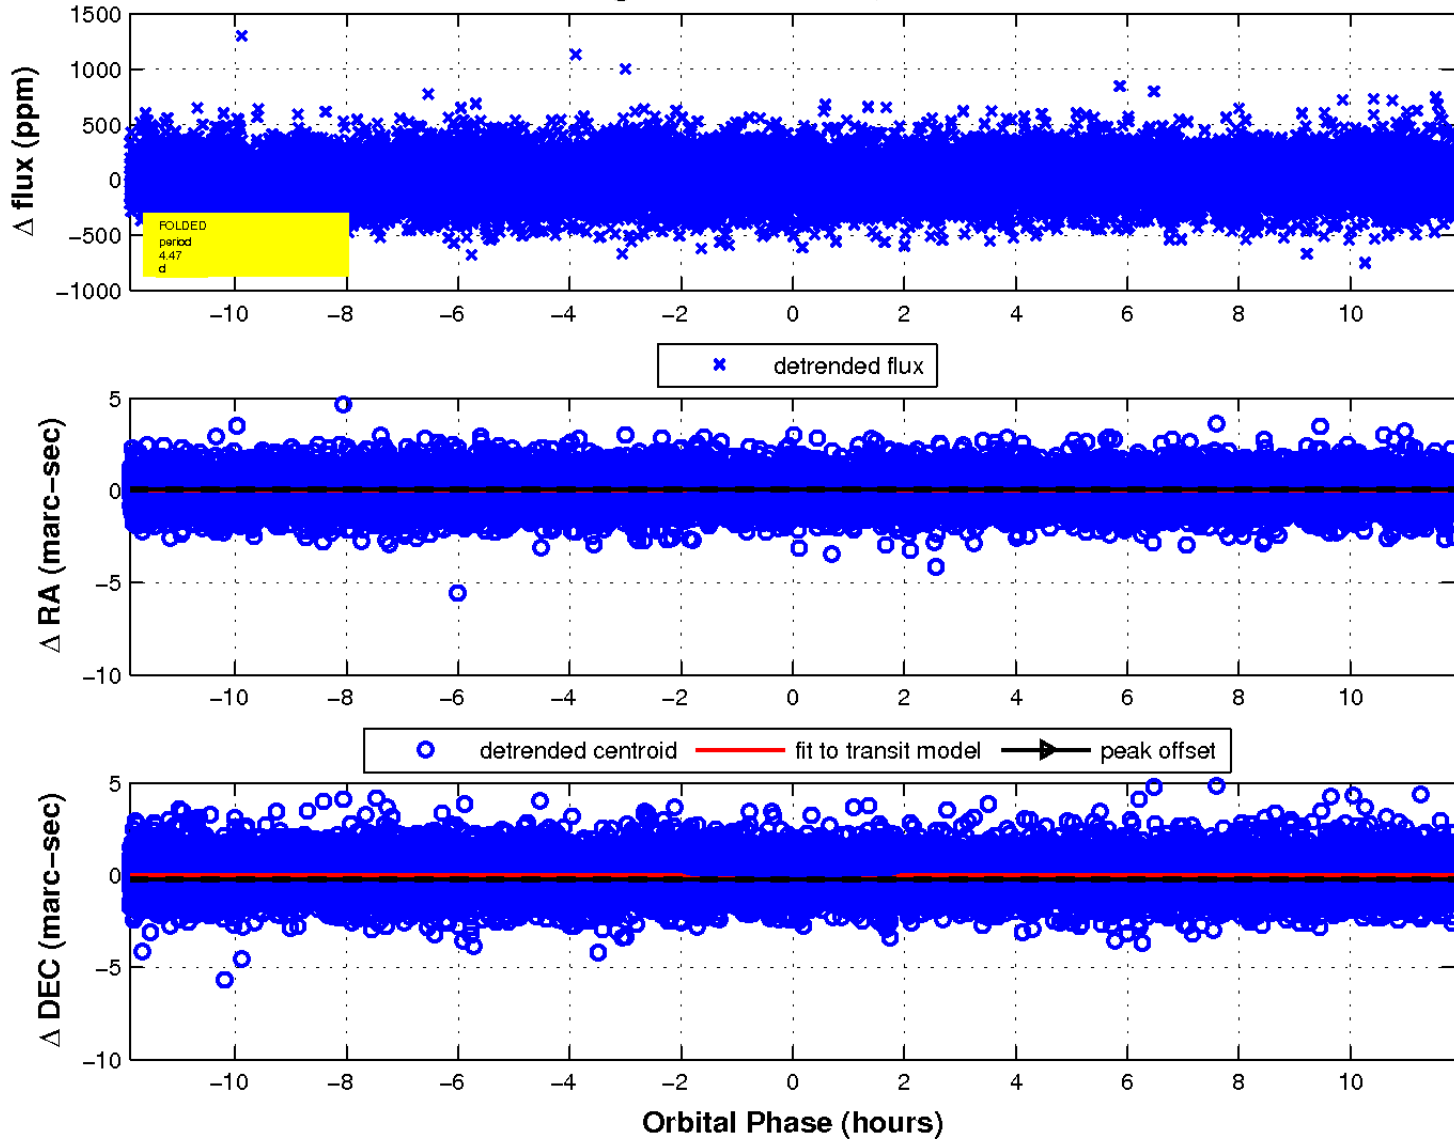 1500
1000
500
0
−500
−1000
Δ flux (ppm)
FOLDED
period
4.47
d
−10 −8 −6 −4 −2 0 2 4 6 8 10
detrended flux
5
0
−5
−10
Δ RA (marc−sec)
−10 −8 −6 −4 −2 0 2 4 6 8 10
detrended centroid fit to transit model peak offset
5
0
−5
−10
Δ DEC (marc−sec)
−10 −8 −6 −4 −2 0 2 4 6 8 10
Orbital Phase (hours)